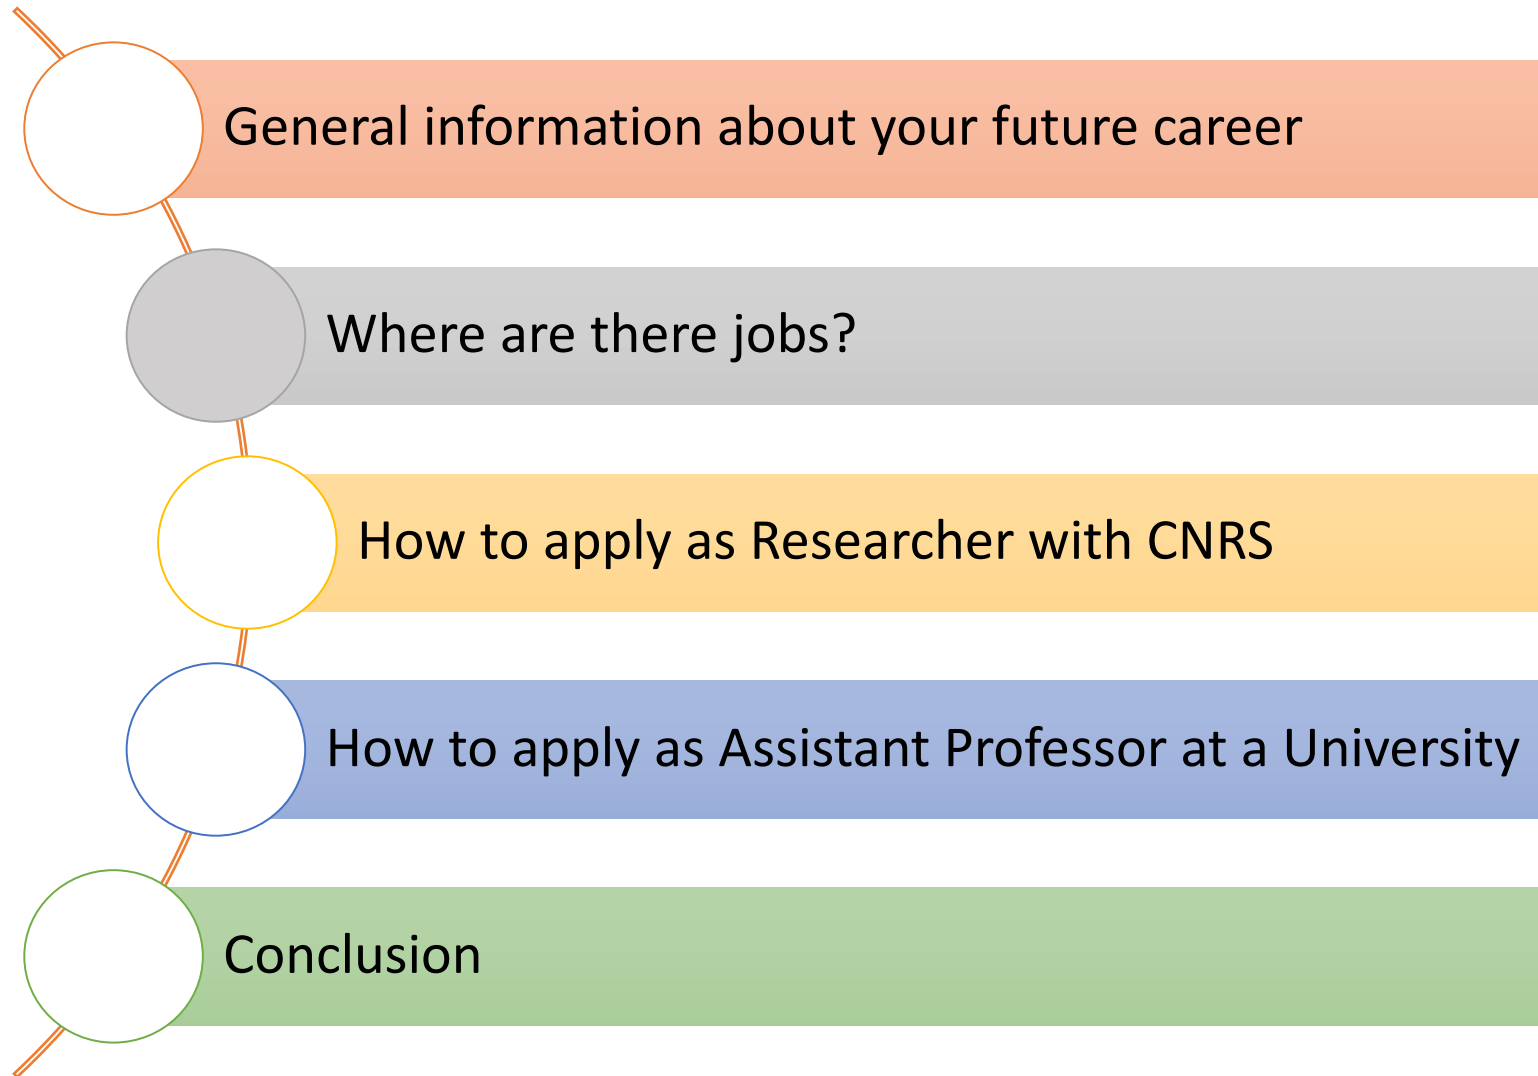 General information about your future career
Where are there jobs?
How to apply as Researcher with CNRS
How to apply as Assistant Professor at a University
Conclusion